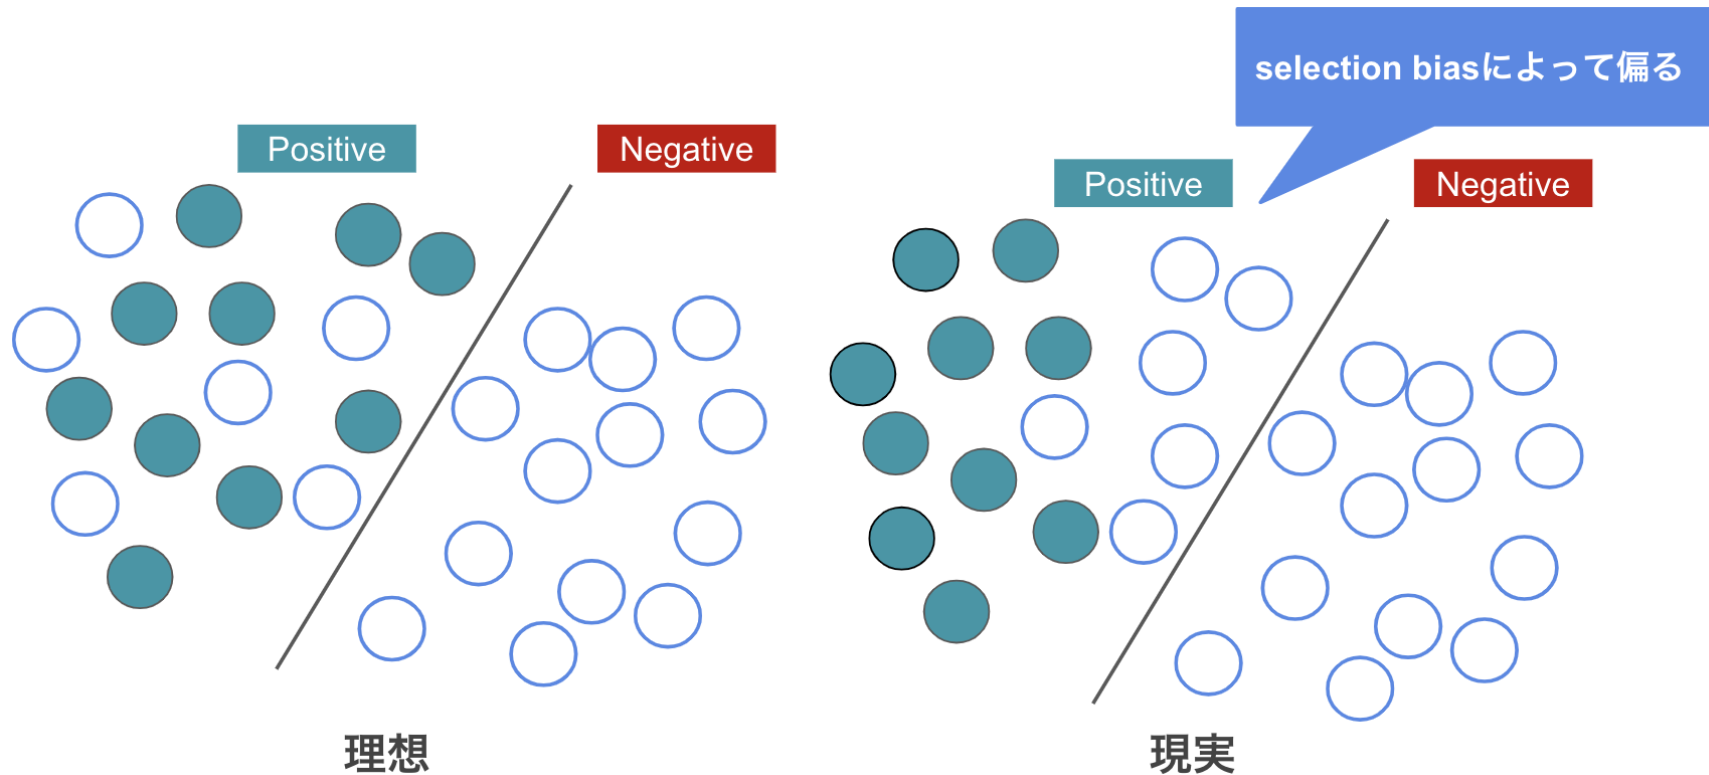 selection biasによって偏る
Positive
Negative
Positive
Negative
理想
現実